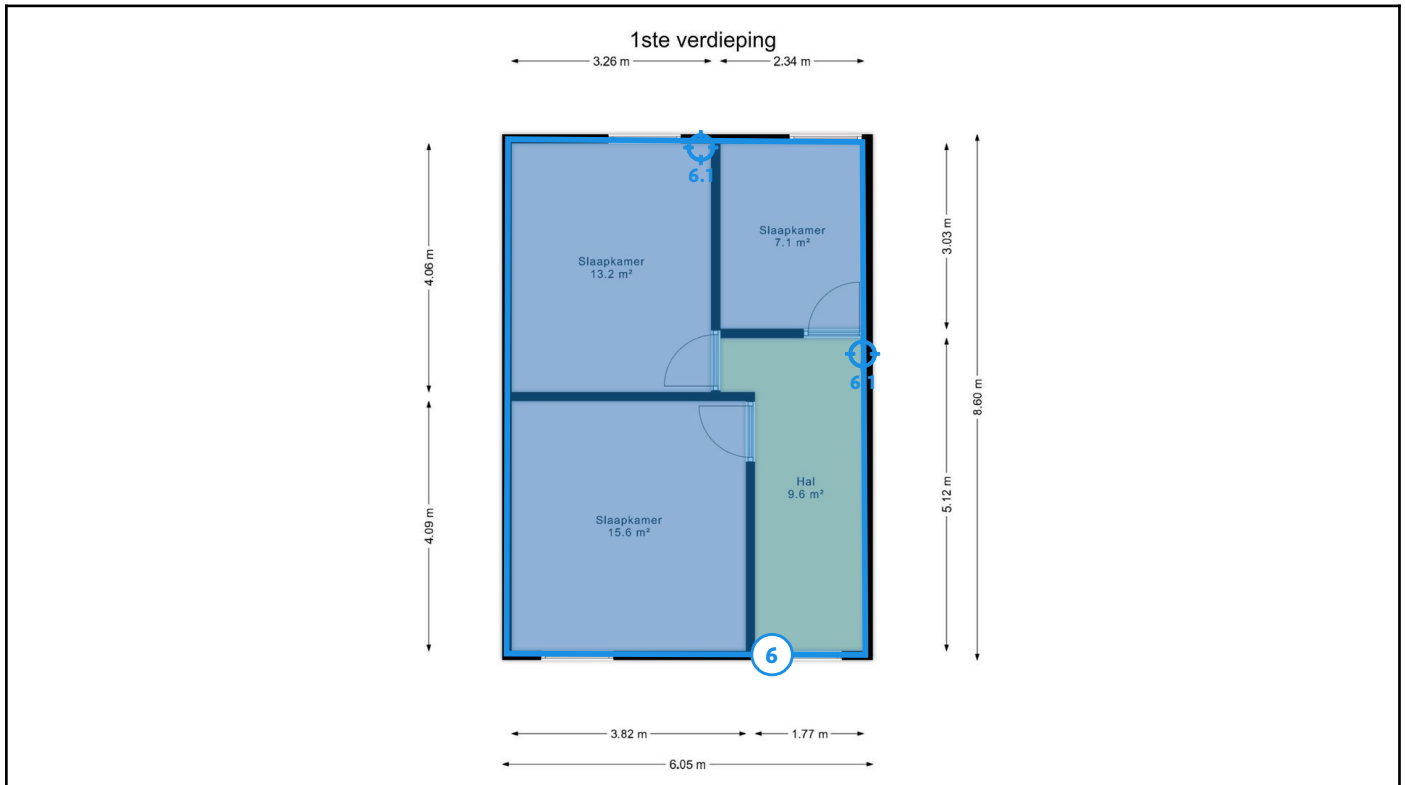 1ste verdieping
3.26 m
2.34 m
6.1
Slaapkamer
7.1 m²
3.03 m
4.06 m
Slaapkamer
13.2 m²
6.1
8.60 m
Hal
9.6 m²
5.12 m
4.09 m
Slaapkamer
15.6 m²
6
3.82 m
1.77 m
6.05 m